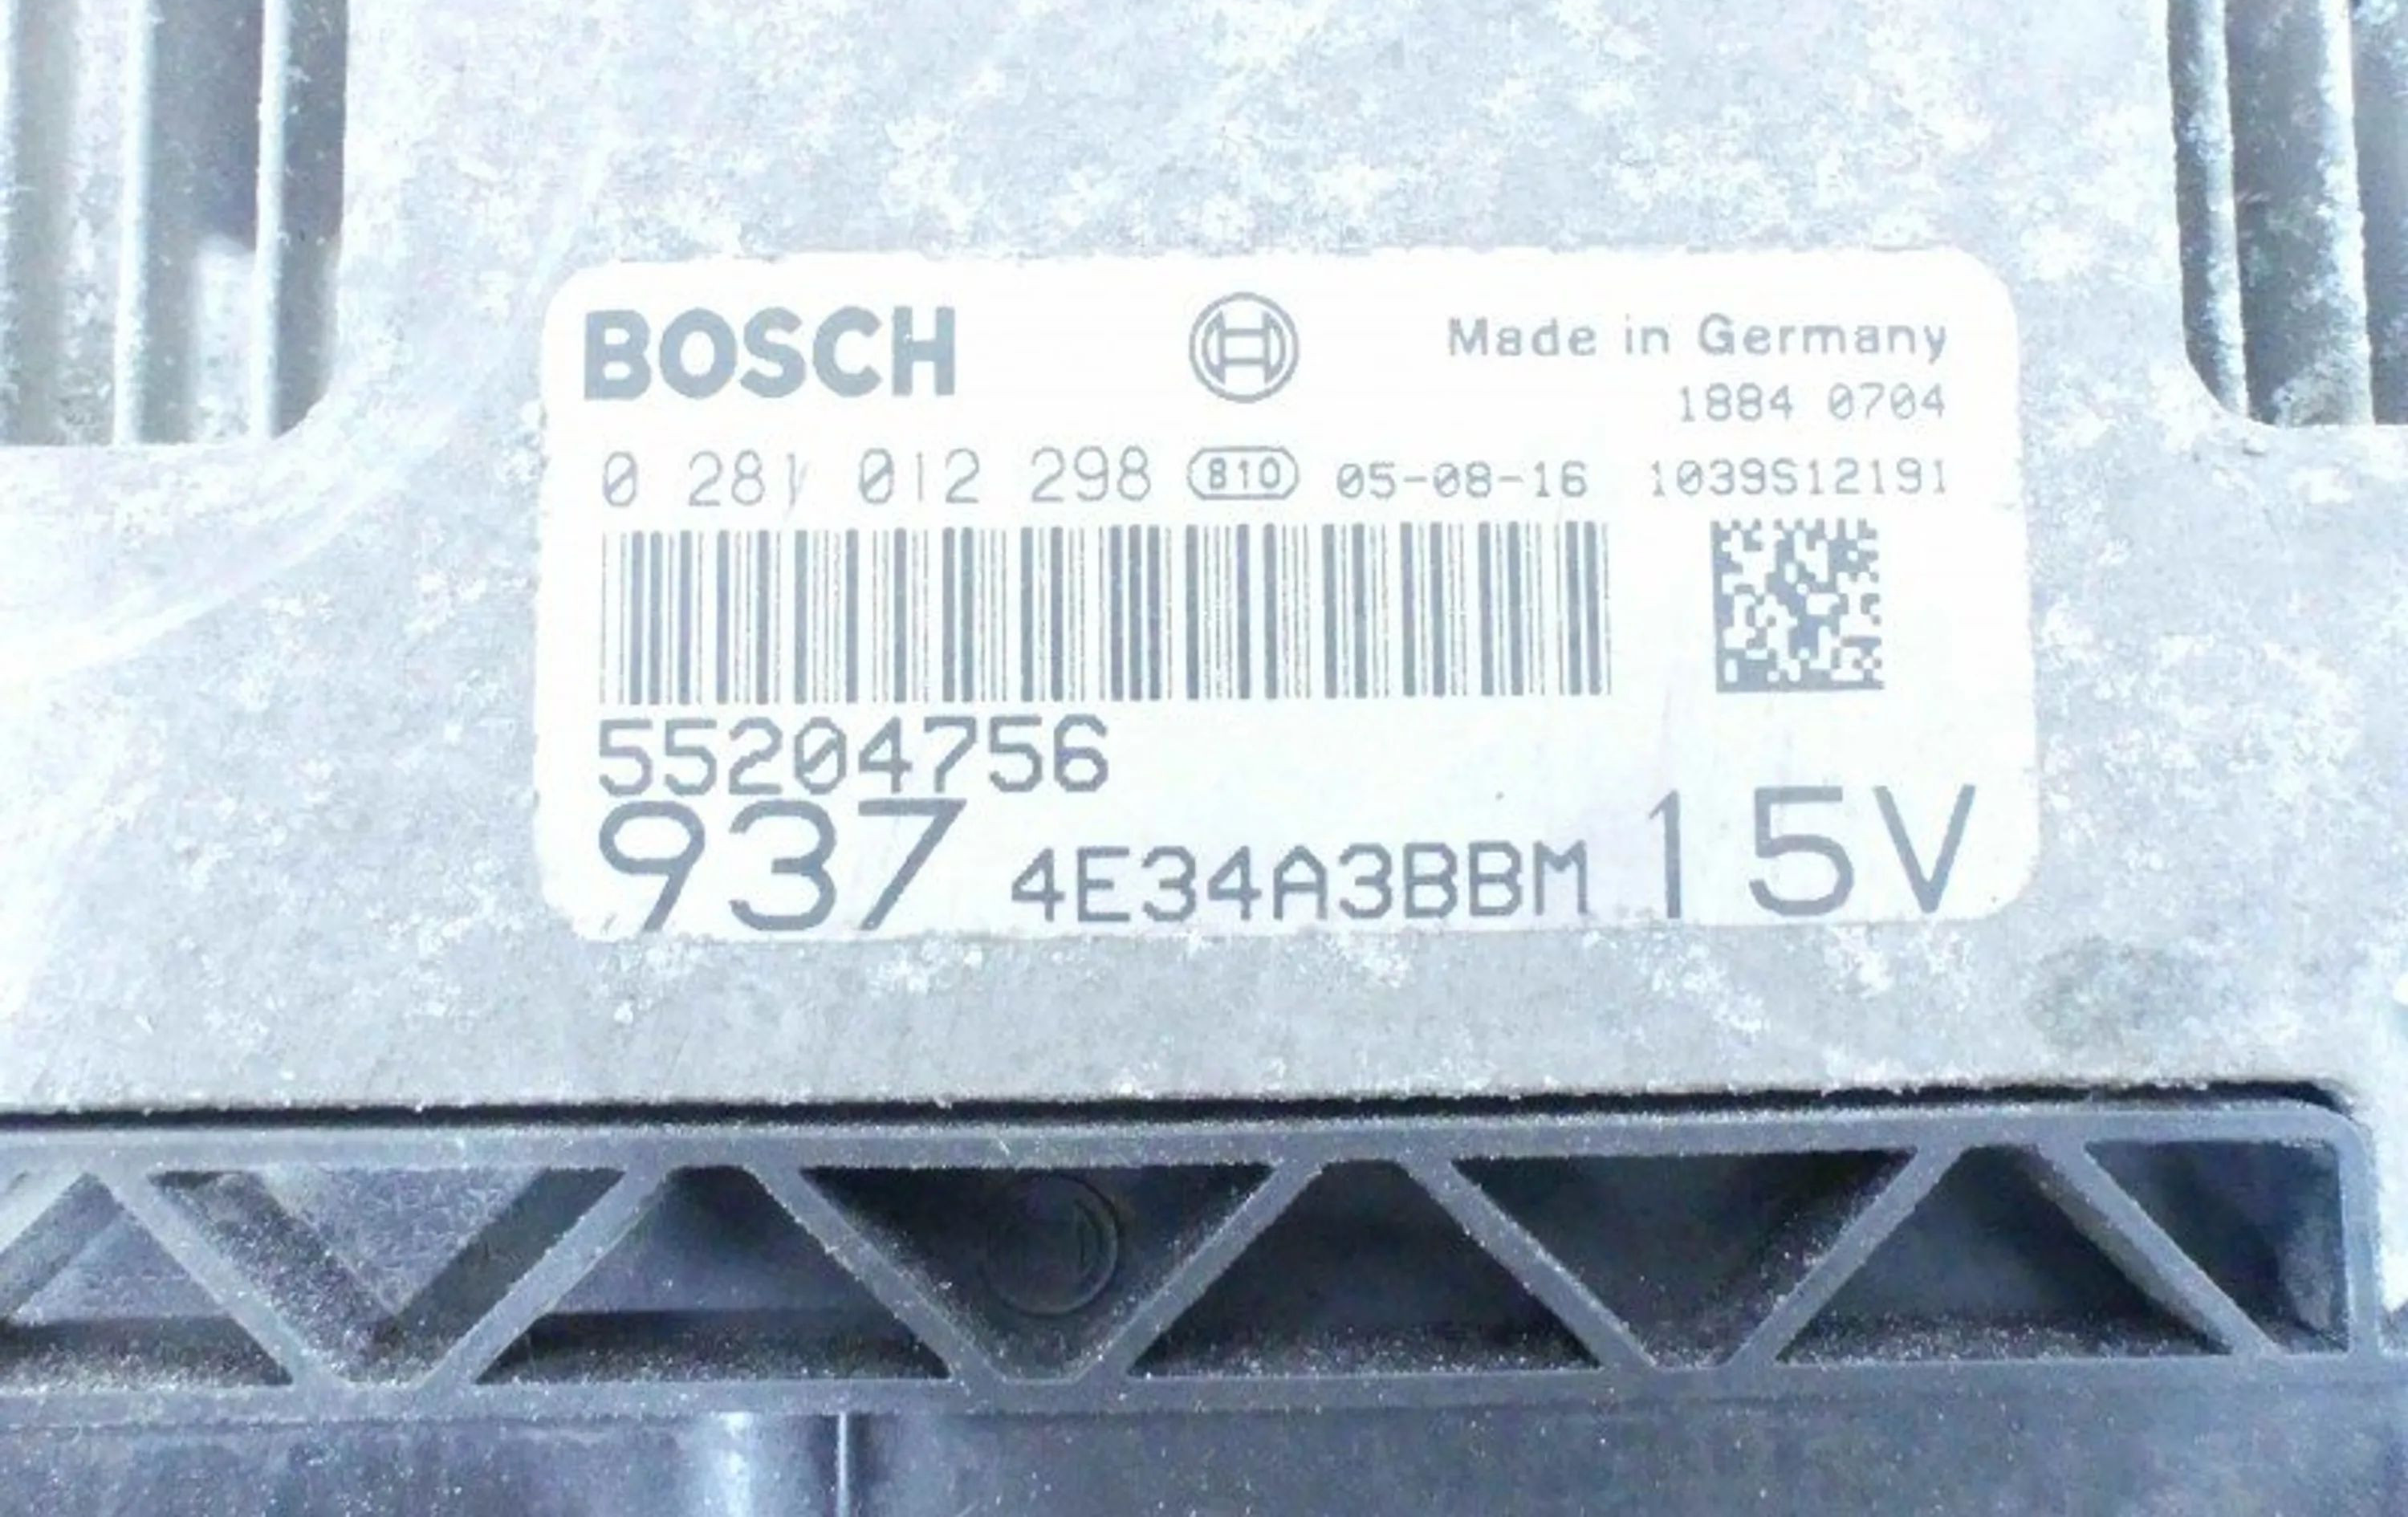 BOSCH Made in Germany
1884 0704
0 281 012 298 810 05-08-16 1039S12191
55204756
937 4E34A3BBM 15V